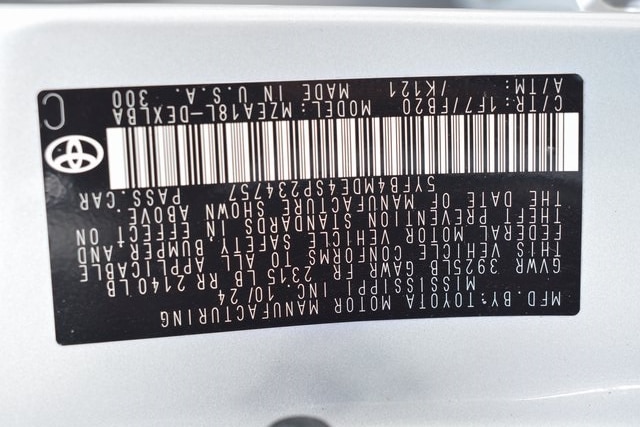 MFD.BY:TOYOTA MOTOR MANUFACTURING
MISSISSIPPI INC. 10/24
GVWR 3925LB GAWR FR 2315 LB RR 2140LB
THIS VEHICLE CONFORMS TO ALL APPLICABLE
FEDERAL MOTOR VEHICLE SAFETY BUMPER AND
THEFT PREVENTION STANDARDS IN EFFECT ON
THE DATE OF MANUFACTURE SHOWN ABOVE.
5YFB4MDE4SP234757 PASS.CAR
C/TR:1F7/FB20 MODEL:MZEA18L-DEXLBA
A/TM: /K121 MADE IN U.S.A. 300
C